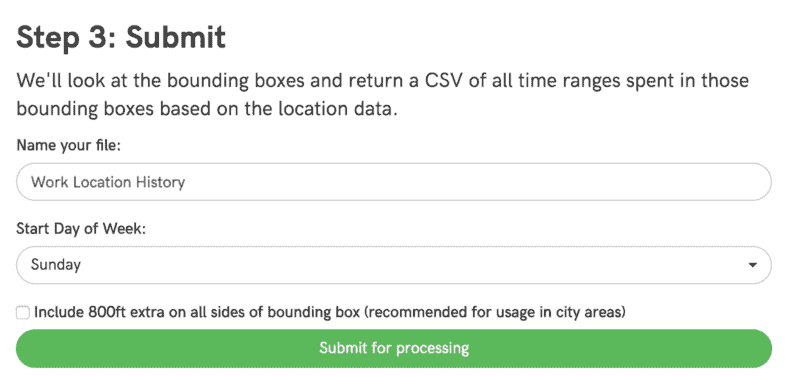 Step 3: Submit
We'll look at the bounding boxes and return a CSV of all time ranges spent in those
bounding boxes based on the location data.
Name your file:
Work Location History
Start Day of Week:
Sunday
Include 800ft extra on all sides of bounding box (recommended for usage in city areas)
Submit for processing